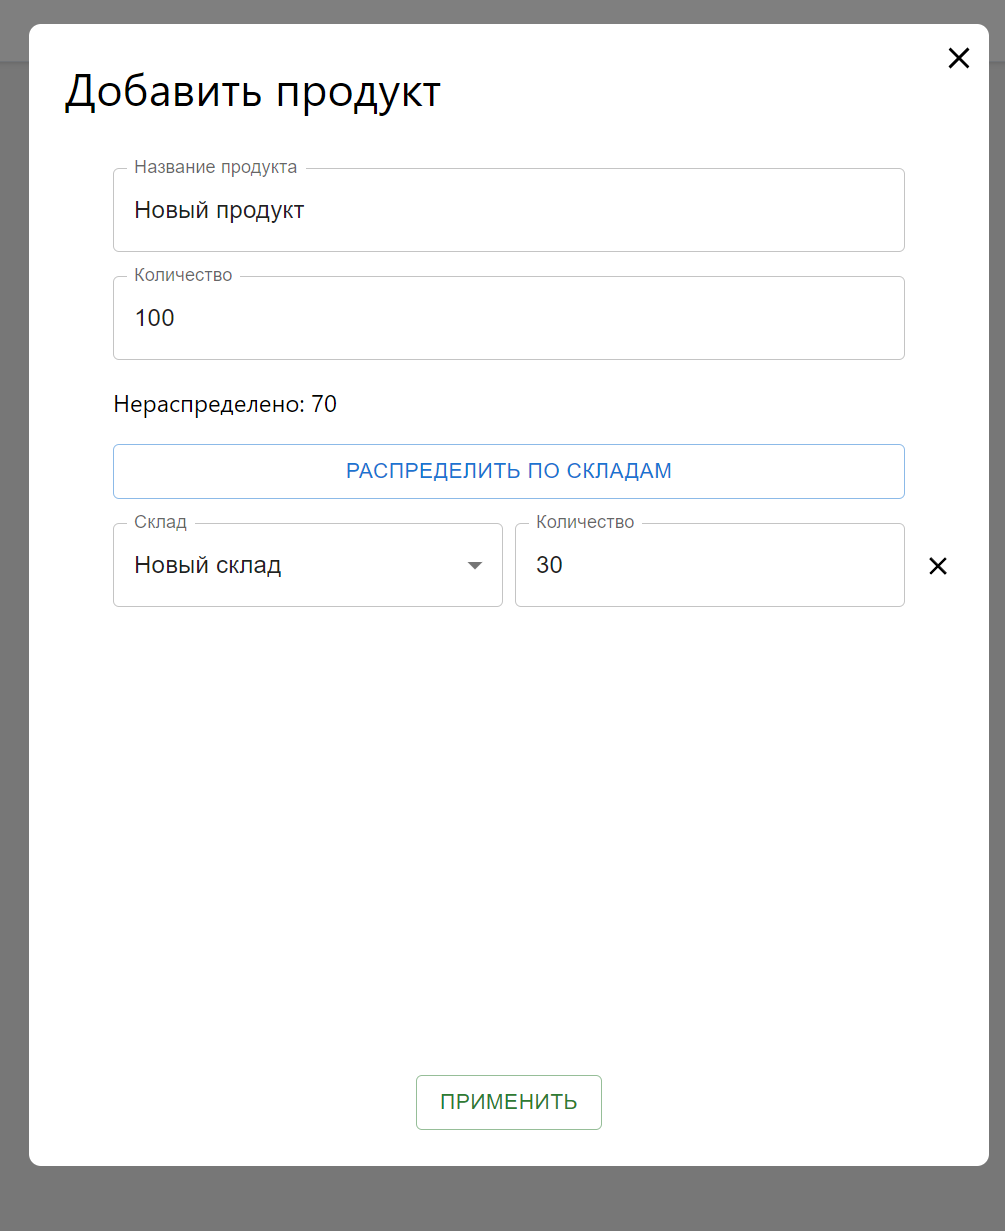 Добавить продукт
Название продукта
Новый продукт
Количество
100
Нераспределено: 70
РАСПРЕДЕЛИТЬ ПО СКЛАДАМ
Склад
Количество
Новый склад
30
ПРИМЕНИТЬ